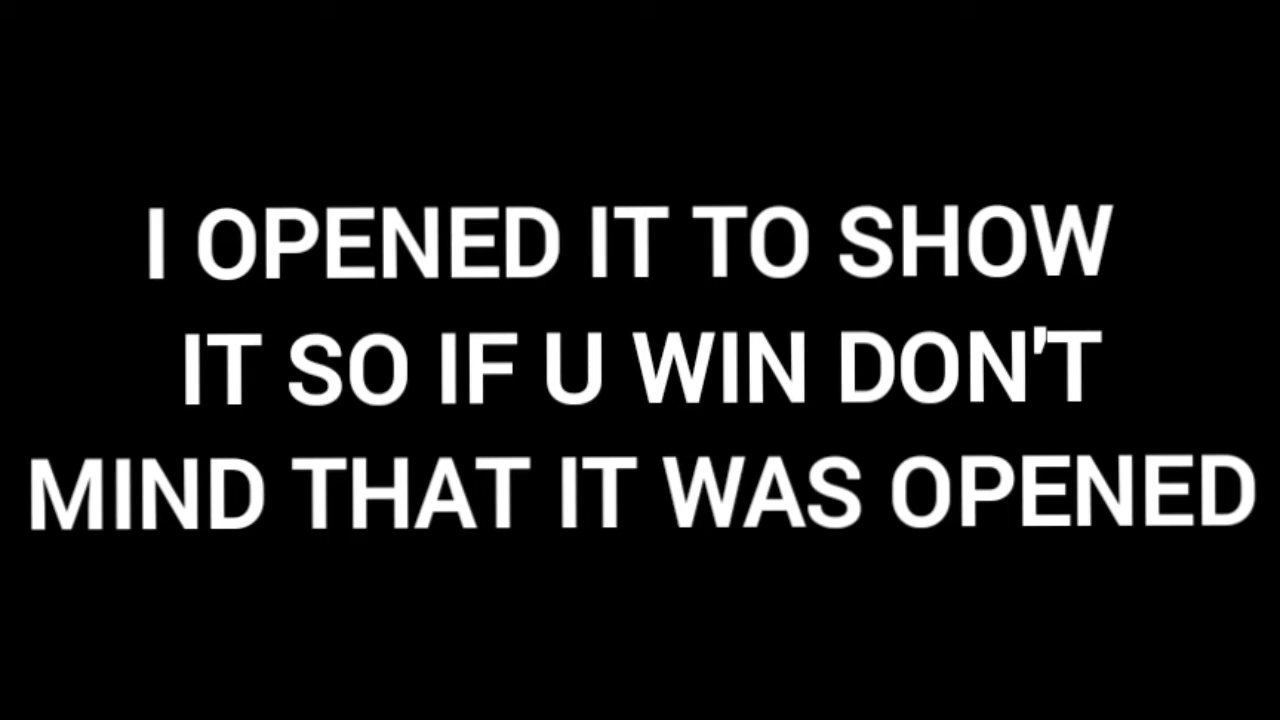 I OPENED IT TO SHOW
IT SO IF U WIN DON'T
MIND THAT IT WAS OPENED